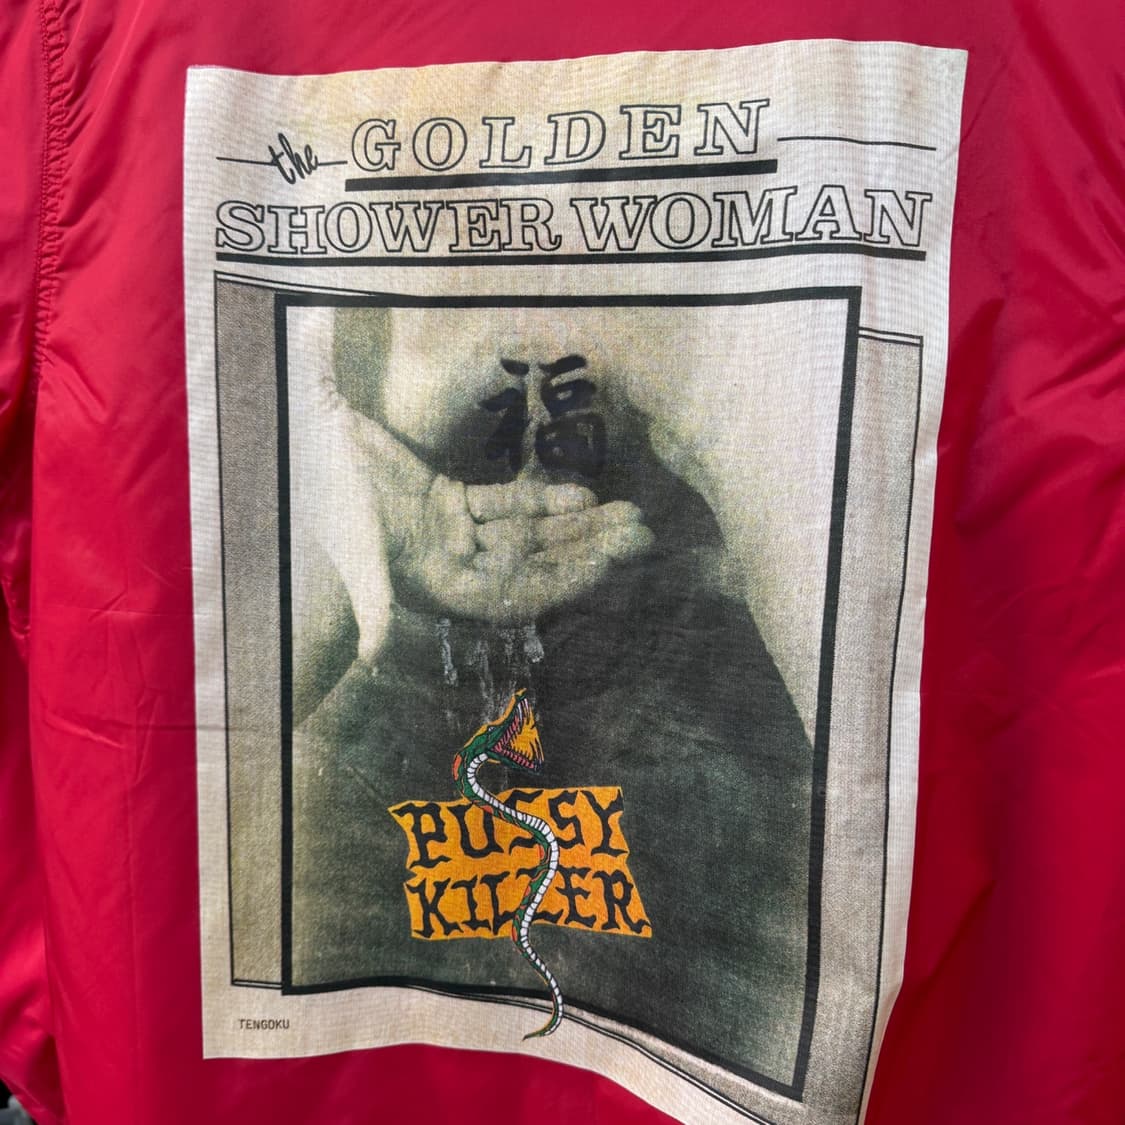 the GOLDEN
SHOWER WOMAN
福
PUSSY
KILLER
TENGOKU